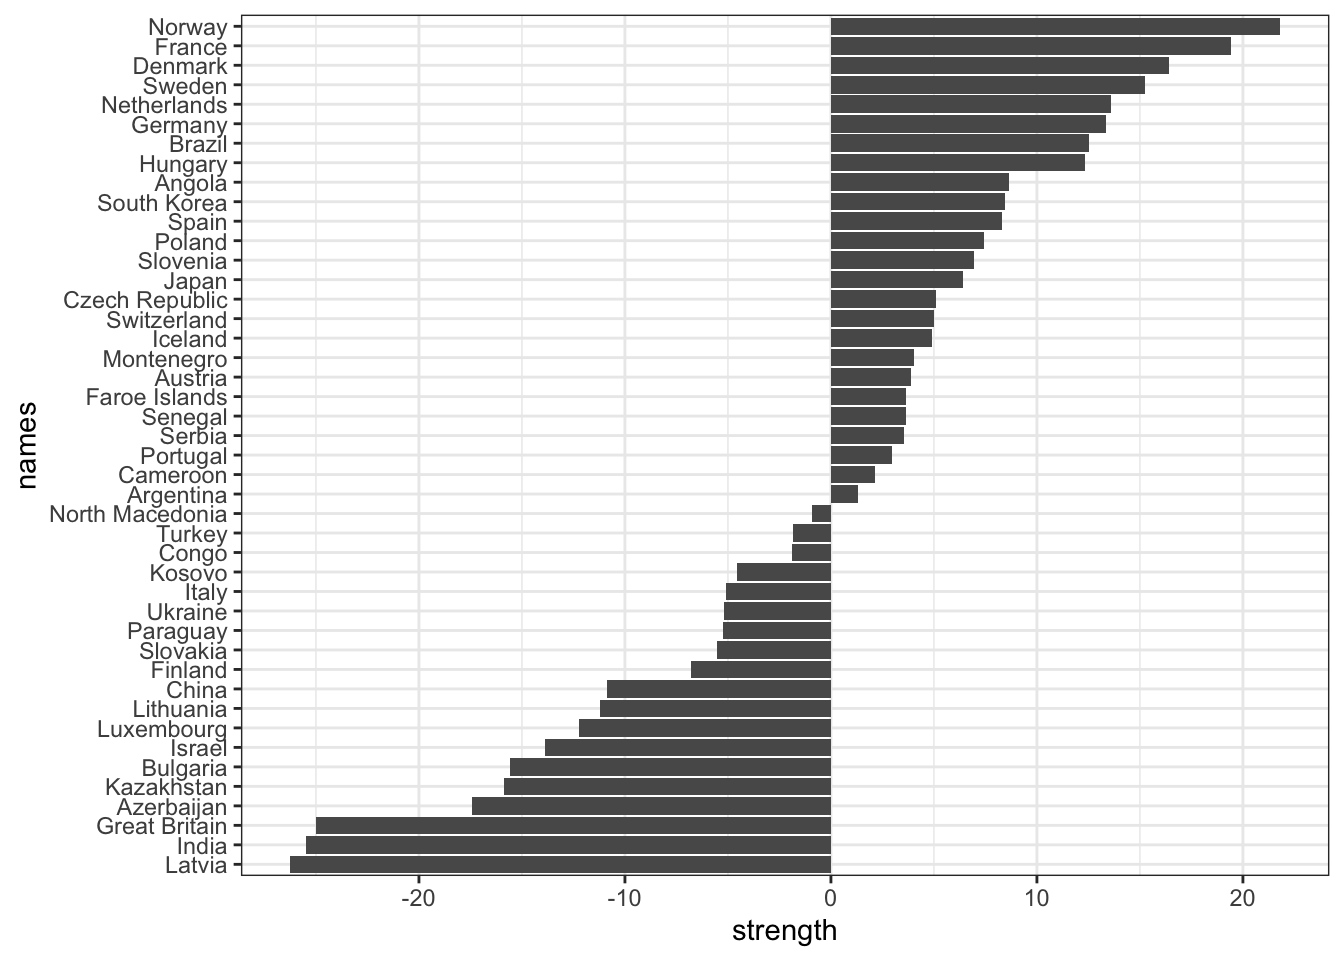 Norway
France
Denmark
Sweden
Netherlands
Germany
Brazil
Hungary
Angola
South Korea
Spain
Poland
Slovenia
Japan
Czech Republic
Switzerland
Iceland
Montenegro
Austria
Faroe Islands
Senegal
Serbia
Portugal
Cameroon
Argentina
North Macedonia
Turkey
Congo
Kosovo
Italy
Ukraine
Paraguay
Slovakia
Finland
China
Lithuania
Luxembourg
Israel
Bulgaria
Kazakhstan
Azerbaijan
Great Britain
India
Latvia
names
-20 -10 0 10 20
strength